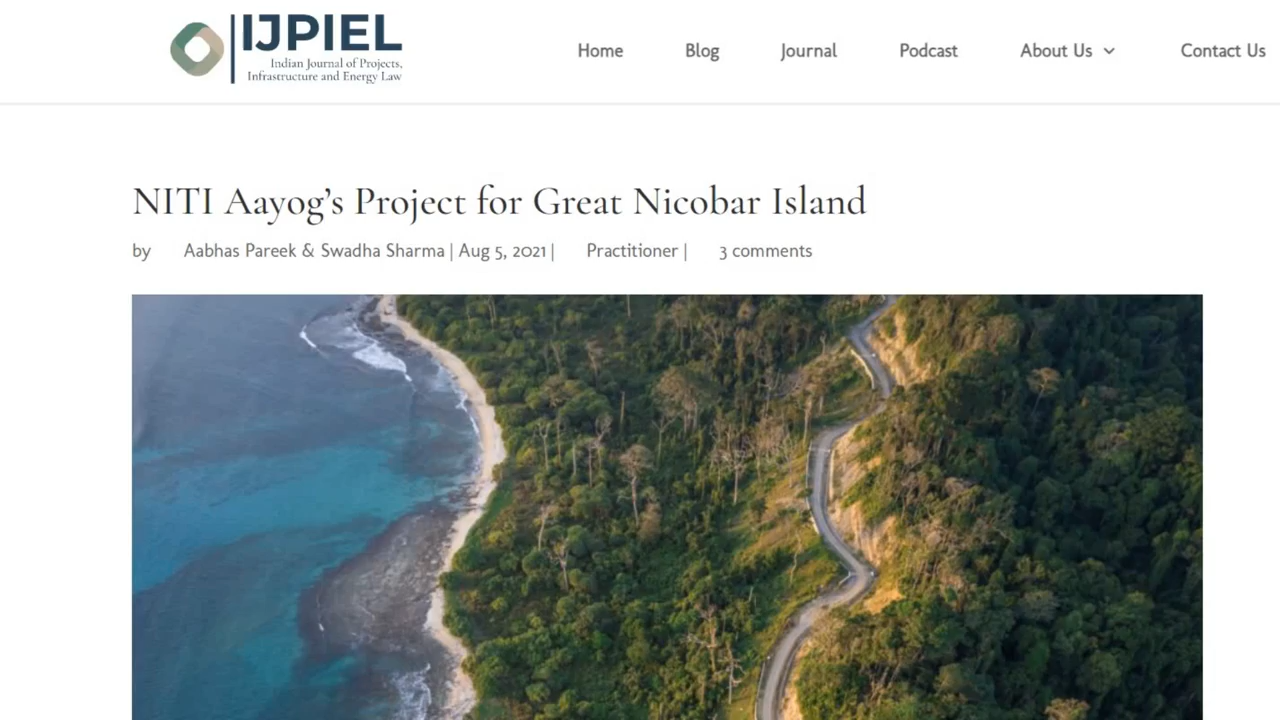 IJPIEL
Indian Journal of Projects,
Infrastructure and Energy Law
Home Blog Journal Podcast About Us Contact Us
NITI Aayog’s Project for Great Nicobar Island
by Aabhas Pareek & Swadha Sharma | Aug 5, 2021 | Practitioner | 3 comments